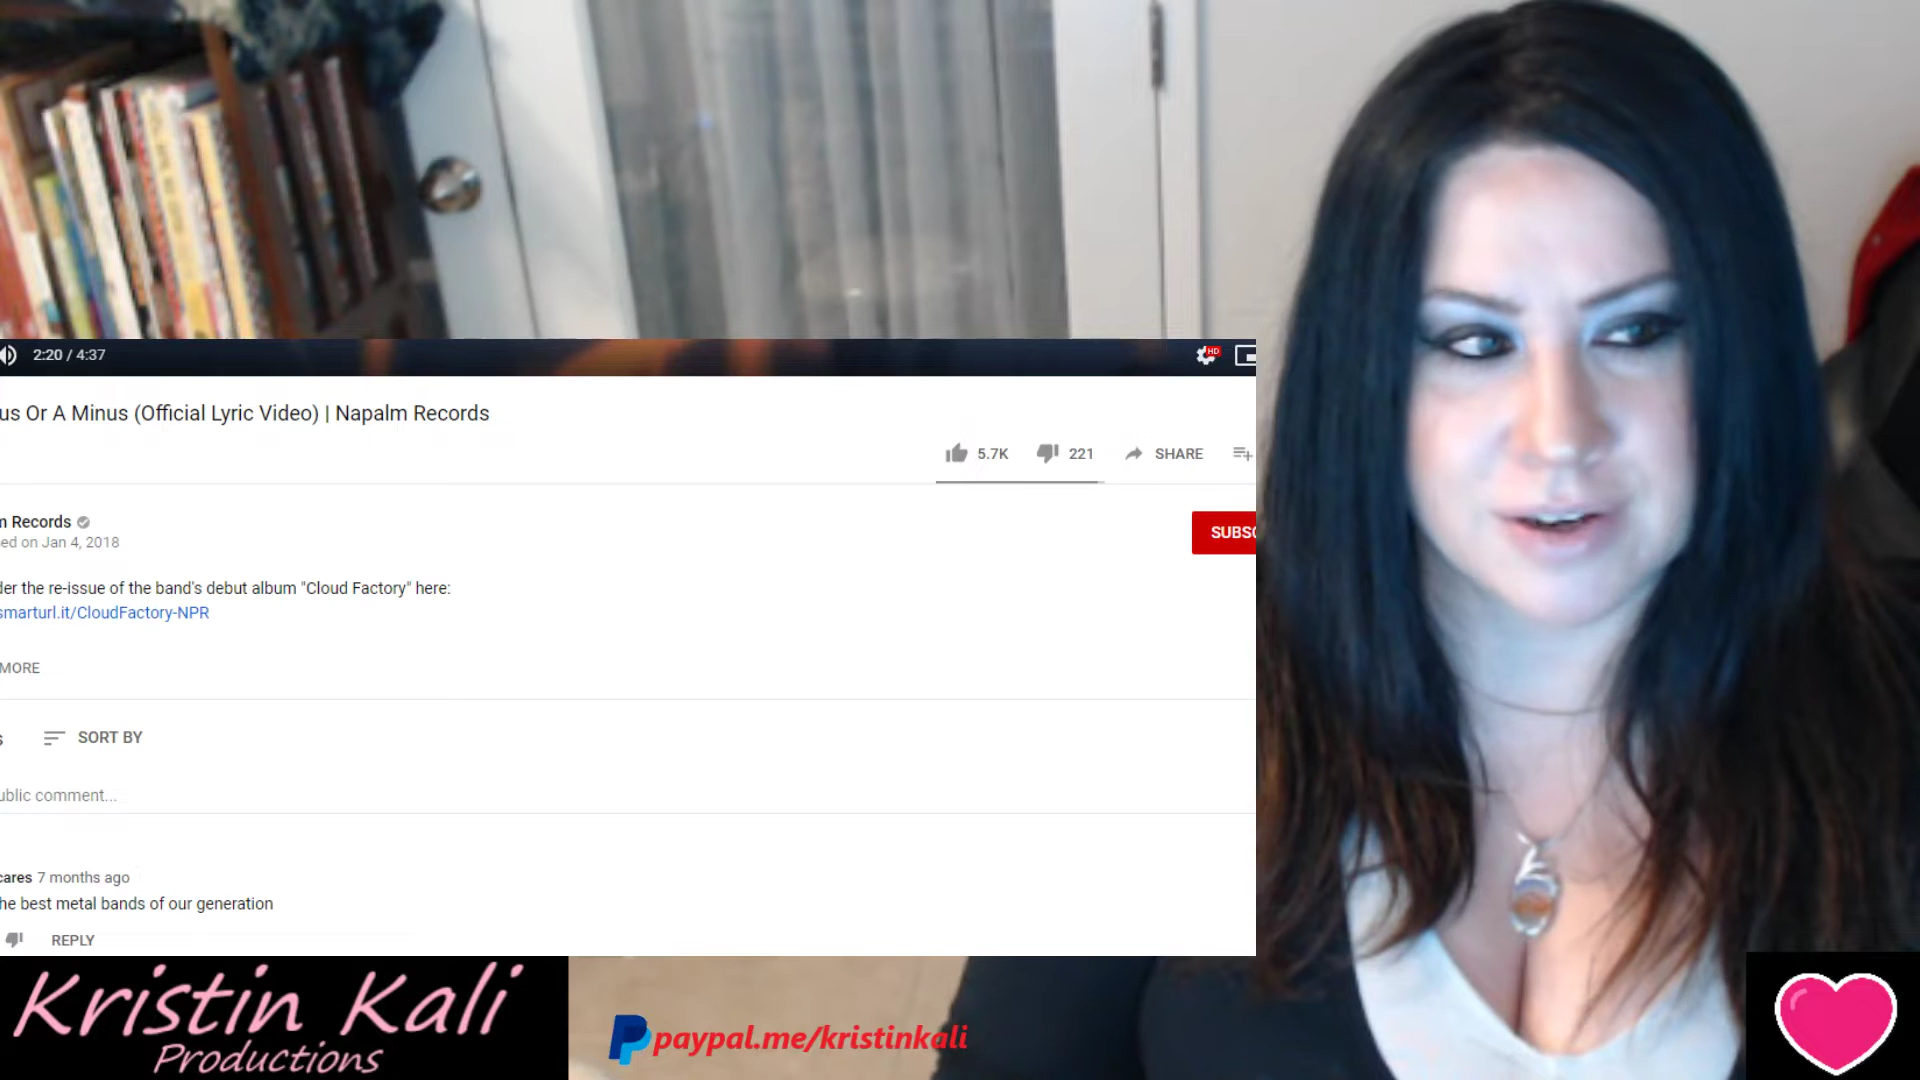 2:20 / 4:37
HD
us Or A Minus (Official Lyric Video) | Napalm Records
5.7K 221 SHARE
m Records
ed on Jan 4, 2018
SUBSC
der the re-issue of the band's debut album "Cloud Factory" here:
smarturl.it/CloudFactory-NPR
MORE
s SORT BY
ublic comment...
cares 7 months ago
he best metal bands of our generation
REPLY
Kristin Kali
Productions
paypal.me/kristinkali